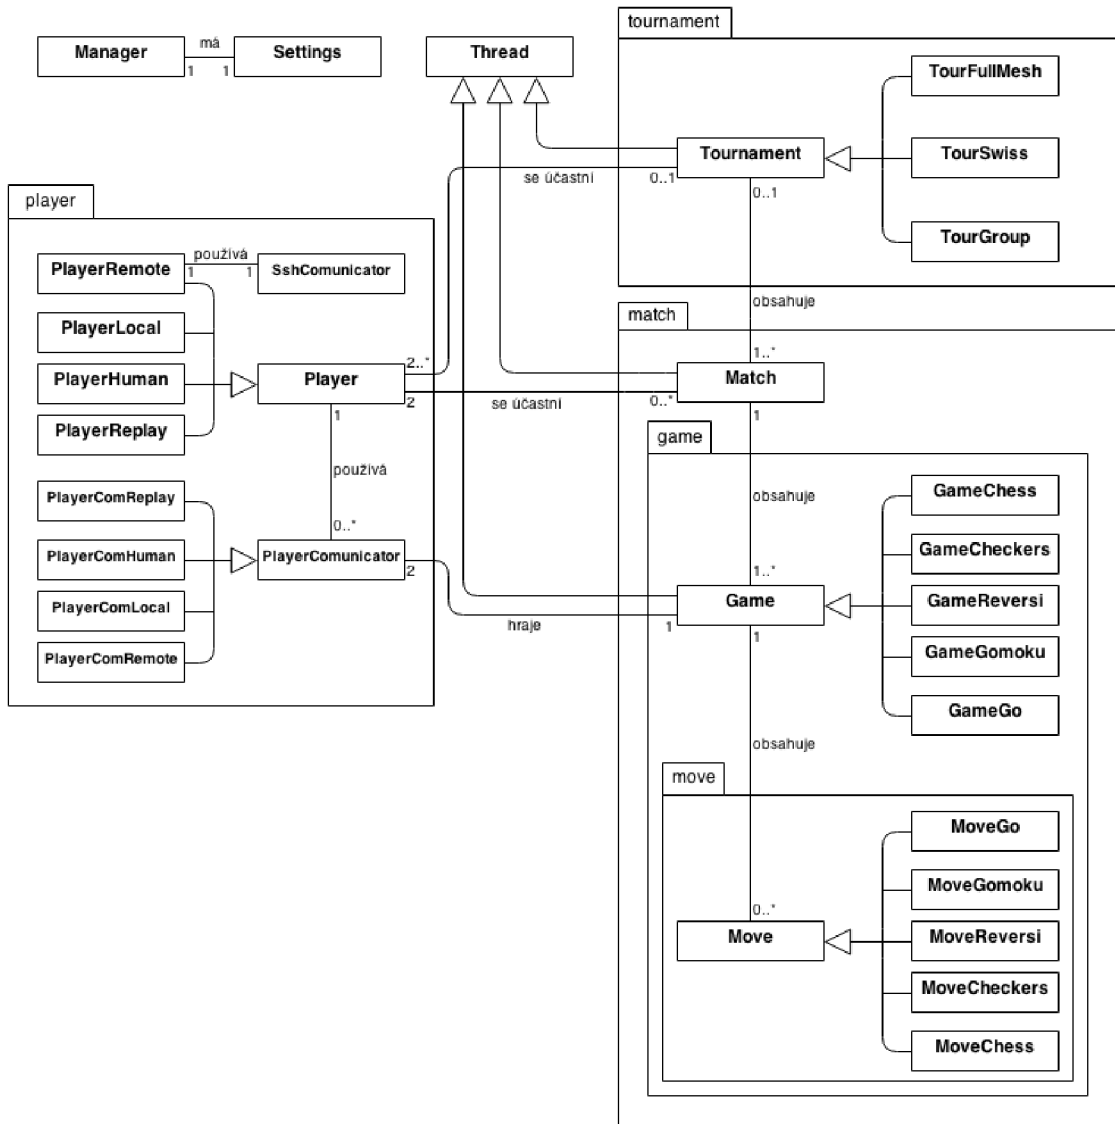 tournament
Manager
má
1
1
Settings
Thread
TourFullMesh
Tournament
TourSwiss
TourGroup
se účastní
0..1
0..1
obsahuje
player
PlayerRemote
používá
1
1
SshComunicator
PlayerLocal
PlayerHuman
PlayerReplay
Player
2..*
2
1
používá
0..*
PlayerComReplay
PlayerComHuman
PlayerComLocal
PlayerComRemote
PlayerComunicator
2
match
1..*
Match
0..*
1
se účastní
game
obsahuje
1..*
Game
1
1
hraje
GameChess
GameCheckers
GameReversi
GameGomoku
GameGo
obsahuje
move
0..*
Move
MoveGo
MoveGomoku
MoveReversi
MoveCheckers
MoveChess